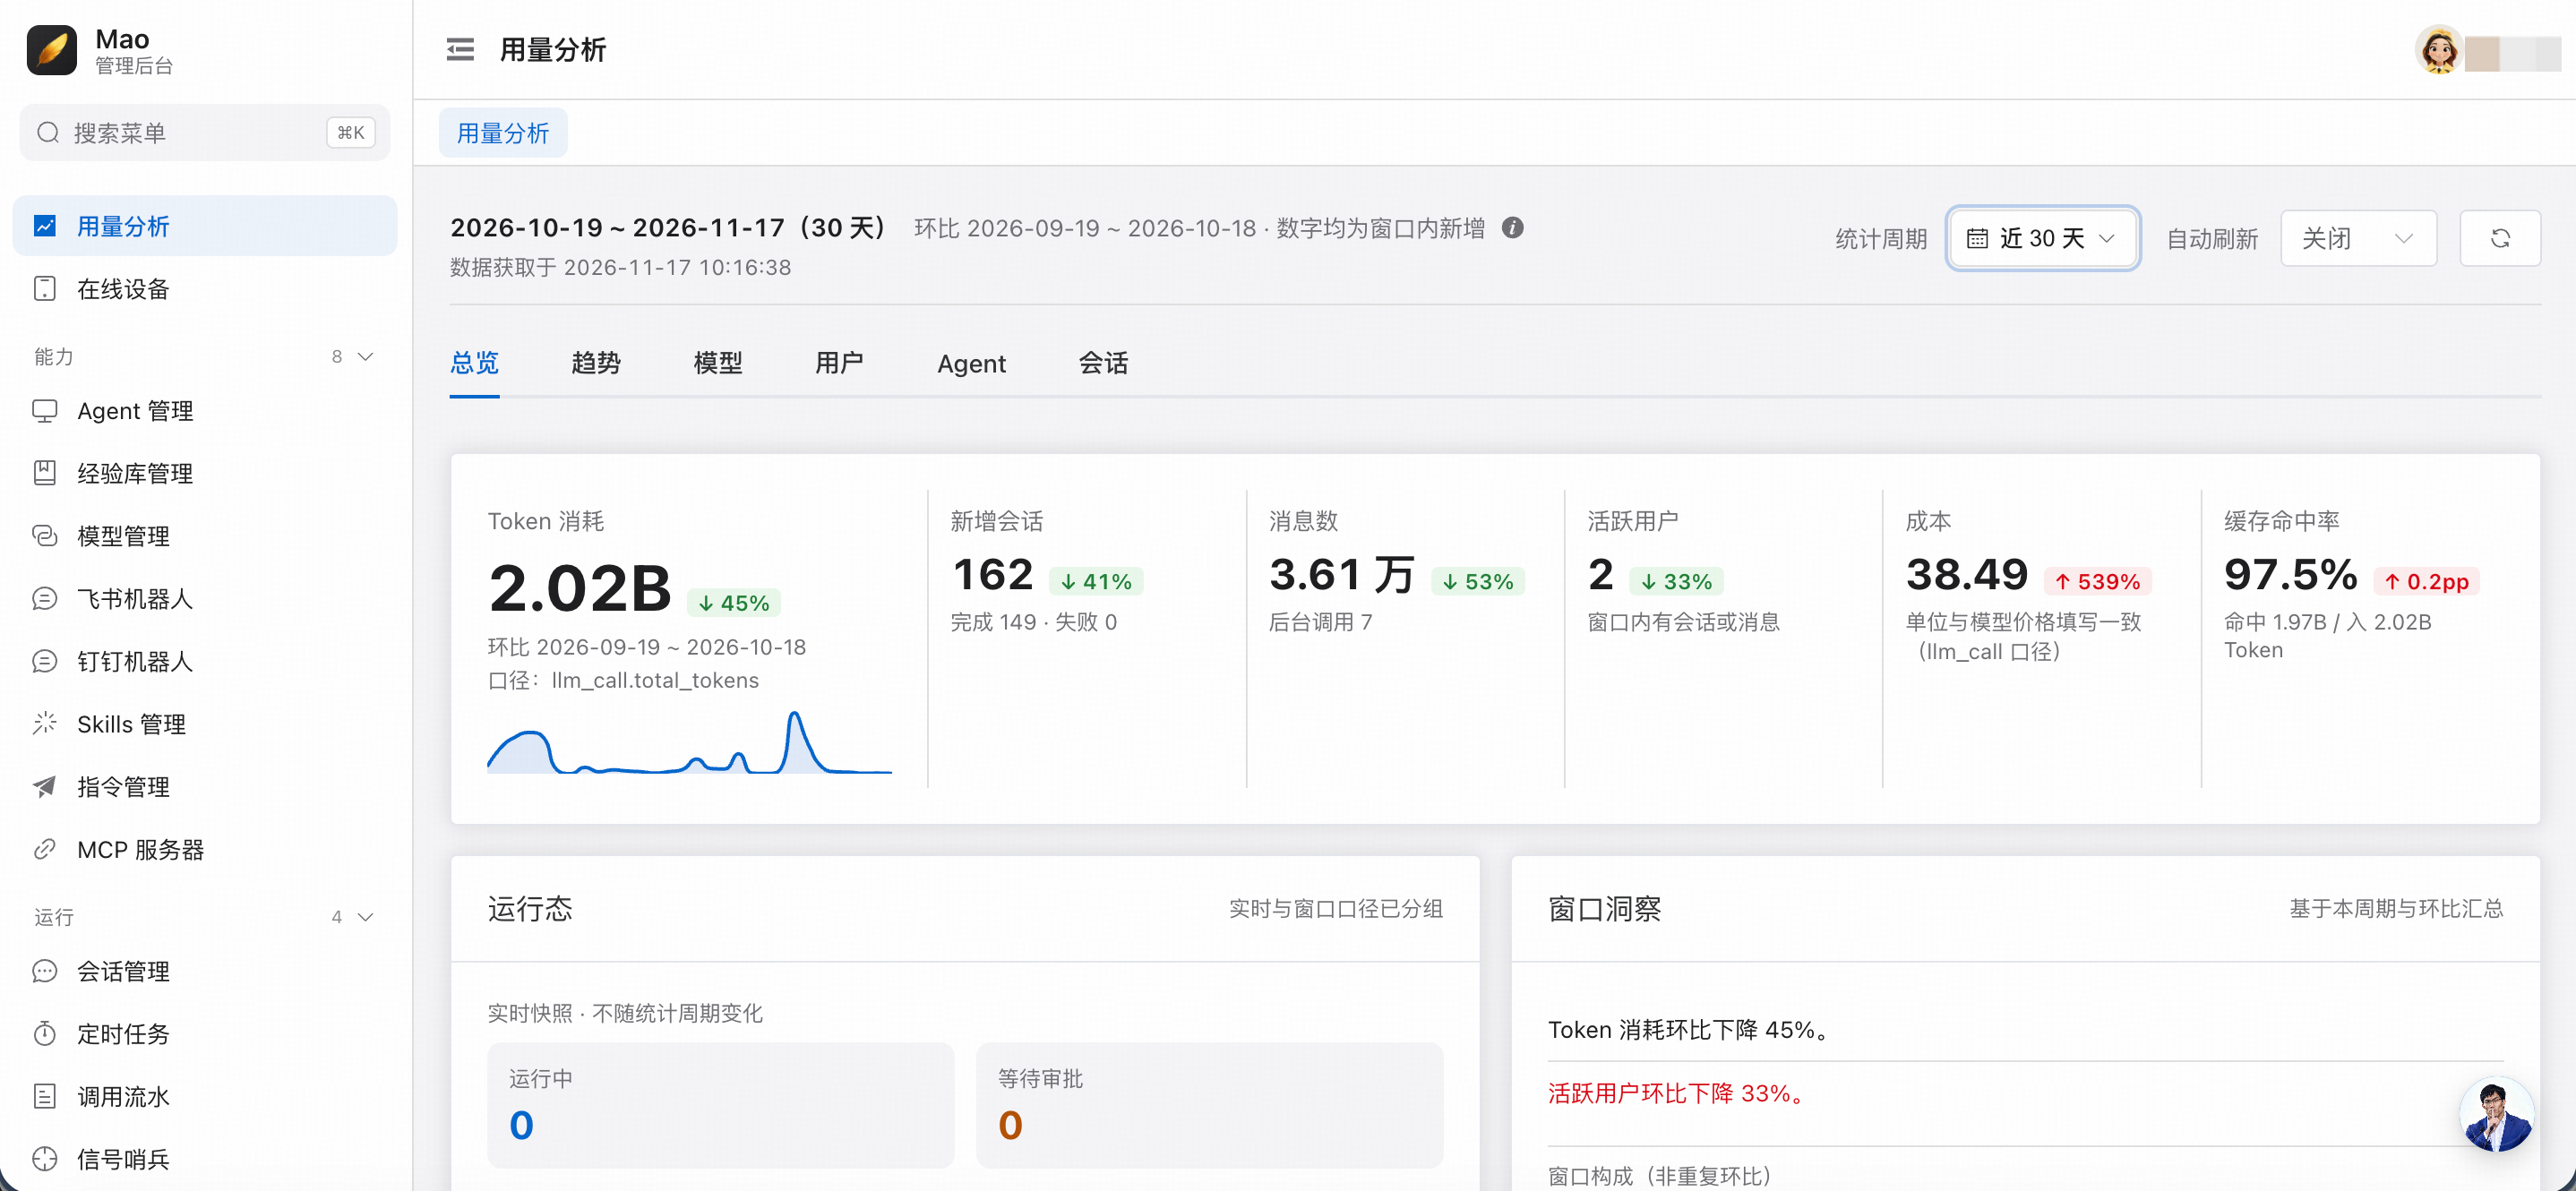 Mao
管理后台
搜索菜单 ⌘K
用量分析
在线设备
能力 8
Agent 管理
经验库管理
模型管理
飞书机器人
钉钉机器人
Skills 管理
指令管理
MCP 服务器
运行 4
会话管理
定时任务
调用流水
信号哨兵
用量分析
用量分析
2026-10-19 ~ 2026-11-17（30 天） 环比 2026-09-19 ~ 2026-10-18 · 数字均为窗口内新增
数据获取于 2026-11-17 10:16:38
统计周期 近 30 天 自动刷新 关闭
总览 趋势 模型 用户 Agent 会话
Token 消耗
2.02B ↓ 45%
环比 2026-09-19 ~ 2026-10-18
口径：llm_call.total_tokens
新增会话
162 ↓ 41%
完成 149 · 失败 0
消息数
3.61 万 ↓ 53%
后台调用 7
活跃用户
2 ↓ 33%
窗口内有会话或消息
成本
38.49 ↑ 539%
单位与模型价格填写一致
（llm_call 口径）
缓存命中率
97.5% ↑ 0.2pp
命中 1.97B / 入 2.02B
Token
运行态 实时与窗口口径已分组
实时快照 · 不随统计周期变化
运行中
0
等待审批
0
窗口洞察 基于本周期与环比汇总
Token 消耗环比下降 45%。
活跃用户环比下降 33%。
窗口构成（非重复环比）